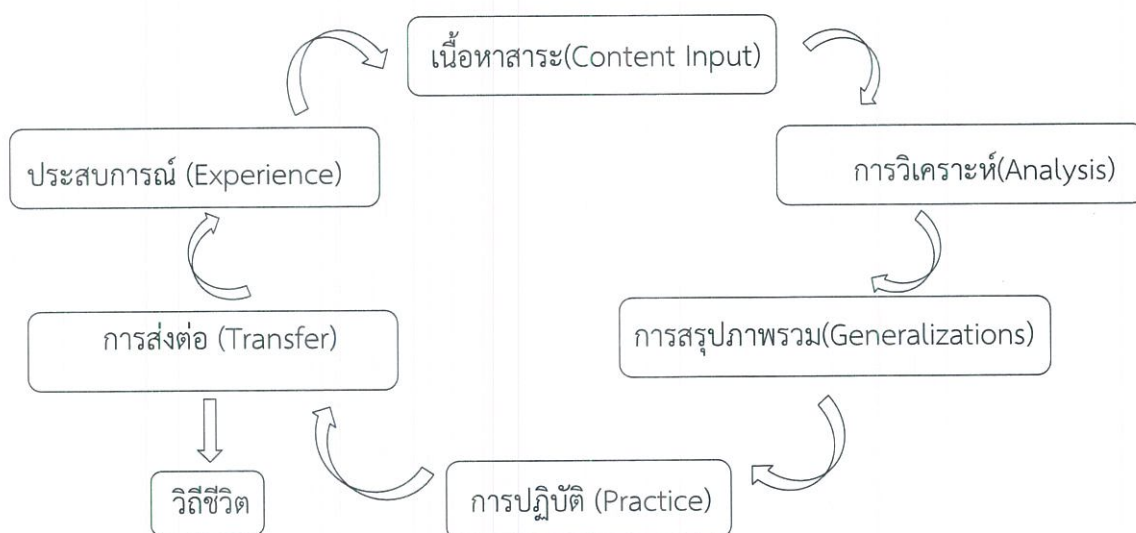 เนื้อหาสาระ(Content Input)
ประสบการณ์ (Experience)
การวิเคราะห์(Analysis)
การส่งต่อ (Transfer)
การสรุปภาพรวม(Generalizations)
วิถีชีวิต
การปฏิบัติ (Practice)